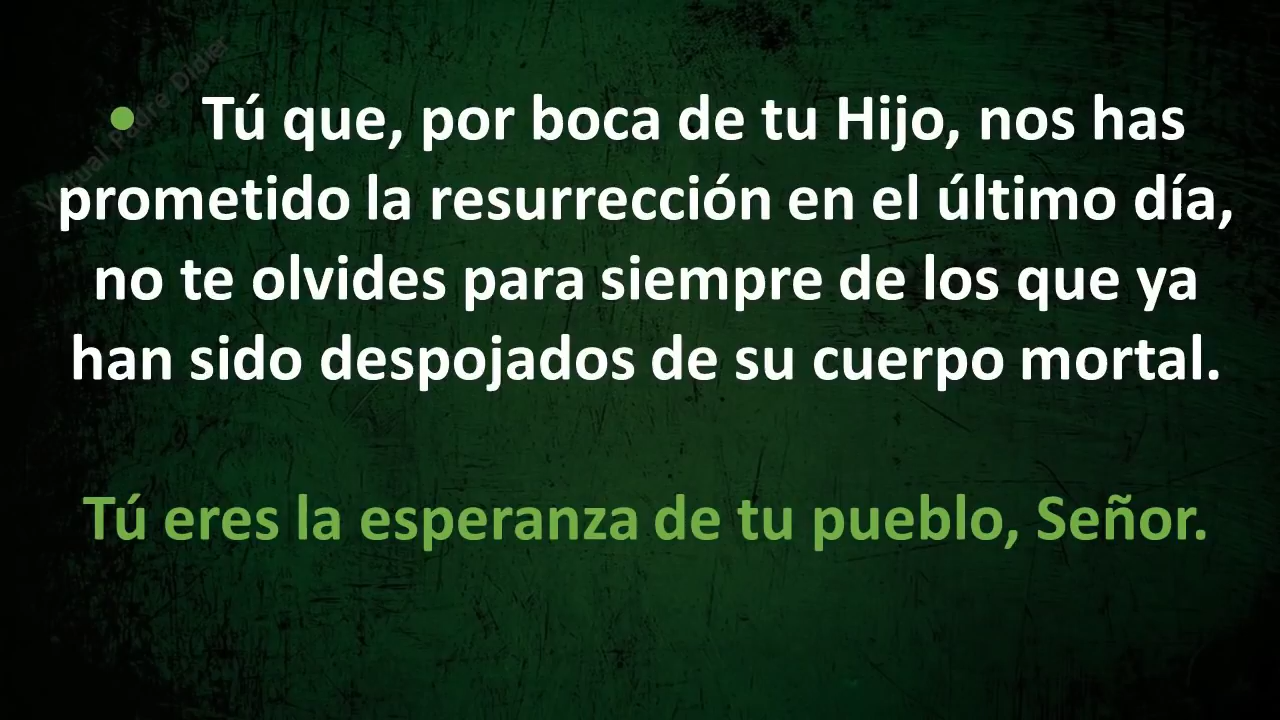 • Tú que, por boca de tu Hijo, nos has
prometido la resurrección en el último día,
no te olvides para siempre de los que ya
han sido despojados de su cuerpo mortal.
Tú eres la esperanza de tu pueblo, Señor.
Padre Didier